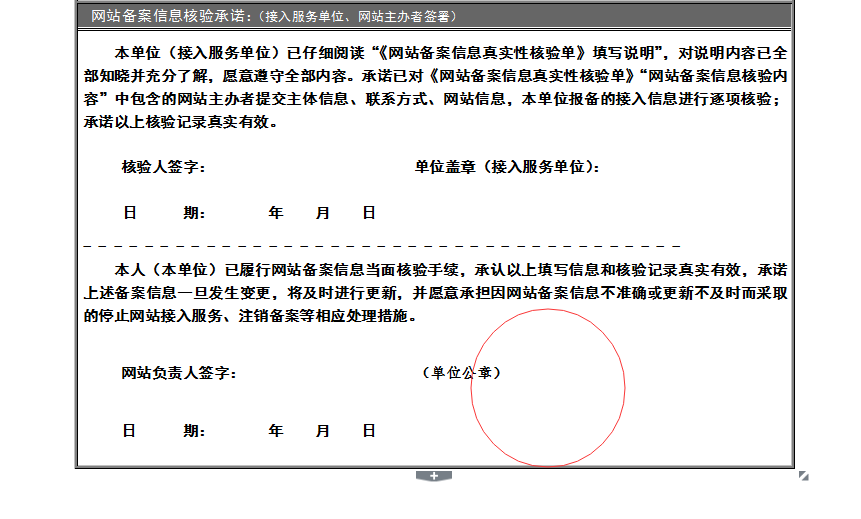 网站备案信息核验承诺：（接入服务单位、网站主办者签署）
本单位（接入服务单位）已仔细阅读“《网站备案信息真实性核验单》填写说明”，对说明内容已全
部知晓并充分了解，愿意遵守全部内容。承诺已对《网站备案信息真实性核验单》“网站备案信息核验内
容”中包含的网站主办者提交主体信息、联系方式、网站信息，本单位报备的接入信息进行逐项核验；
承诺以上核验记录真实有效。
核验人签字： 单位盖章（接入服务单位）：
日 期： 年 月 日
本人（本单位）已履行网站备案信息当面核验手续，承认以上填写信息和核验记录真实有效，承诺
上述备案信息一旦发生变更，将及时进行更新，并愿意承担因网站备案信息不准确或更新不及时而采取
的停止网站接入服务、注销备案等相应处理措施。
网站负责人签字： （单位公章）
日 期： 年 月 日